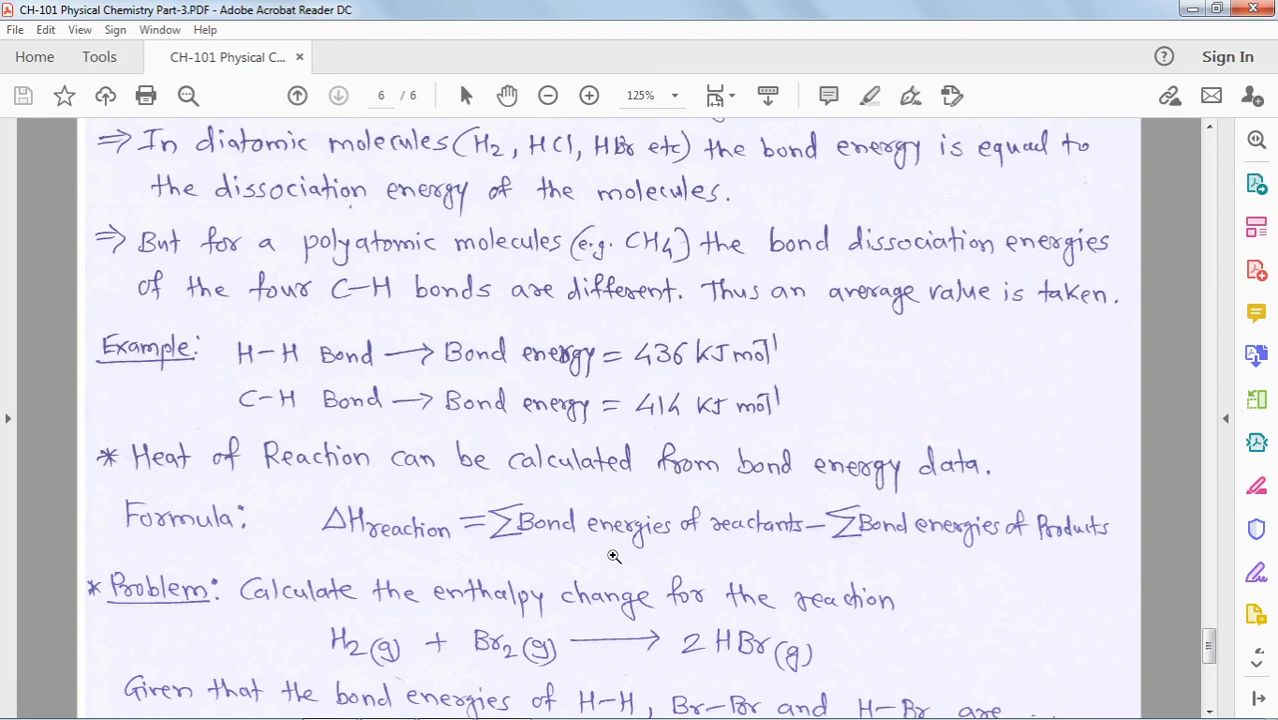 CH-101 Physical Chemistry Part-3.PDF - Adobe Acrobat Reader DC
File Edit View Sign Window Help
Home Tools CH-101 Physical C... × Sign In
6 / 6 125%
⇒ In diatomic molecules (H2, HCl, HBr etc) the bond energy is equal to
the dissociation energy of the molecules.
⇒ But for a polyatomic molecules (e.g. CH4) the bond dissociation energies
of the four C-H bonds are different. Thus an average value is taken.
Example: H-H Bond → Bond energy = 436 KJ mol⁻¹
C-H Bond → Bond energy = 414 KJ mol⁻¹
* Heat of Reaction can be calculated from bond energy data.
Formula: ΔHreaction = ∑Bond energies of reactants - ∑Bond energies of Products
* Problem: Calculate the enthalpy change for the reaction
H2(g) + Br2(g) ⟶ 2 HBr(g)
Given that the bond energies of H-H, Br-Br and H-Br are